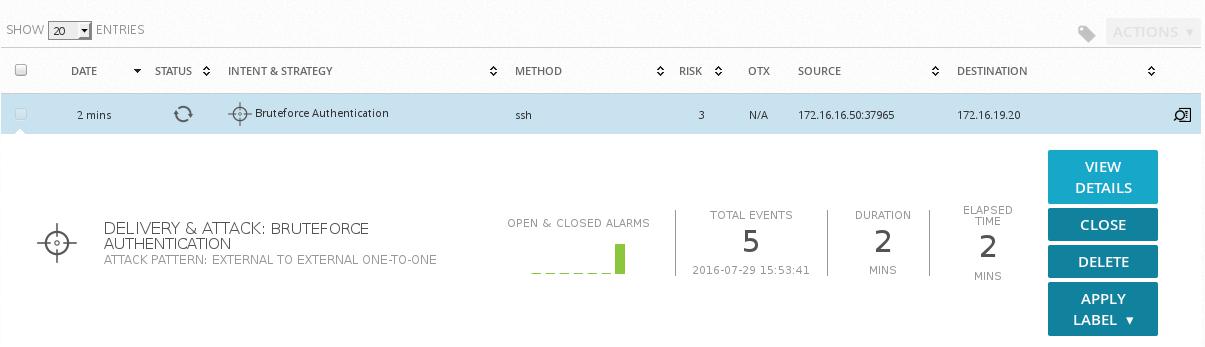 SHOW 20 ENTRIES
ACTIONS ▾
DATE STATUS INTENT & STRATEGY METHOD RISK OTX SOURCE DESTINATION
2 mins Bruteforce Authentication ssh 3 N/A 172.16.16.50:37965 172.16.19.20
DELIVERY & ATTACK: BRUTEFORCE
AUTHENTICATION
ATTACK PATTERN: EXTERNAL TO EXTERNAL ONE-TO-ONE
OPEN & CLOSED ALARMS
TOTAL EVENTS
5
2016-07-29 15:53:41
DURATION
2
MINS
ELAPSED
TIME
2
MINS
VIEW
DETAILS
CLOSE
DELETE
APPLY
LABEL ▾